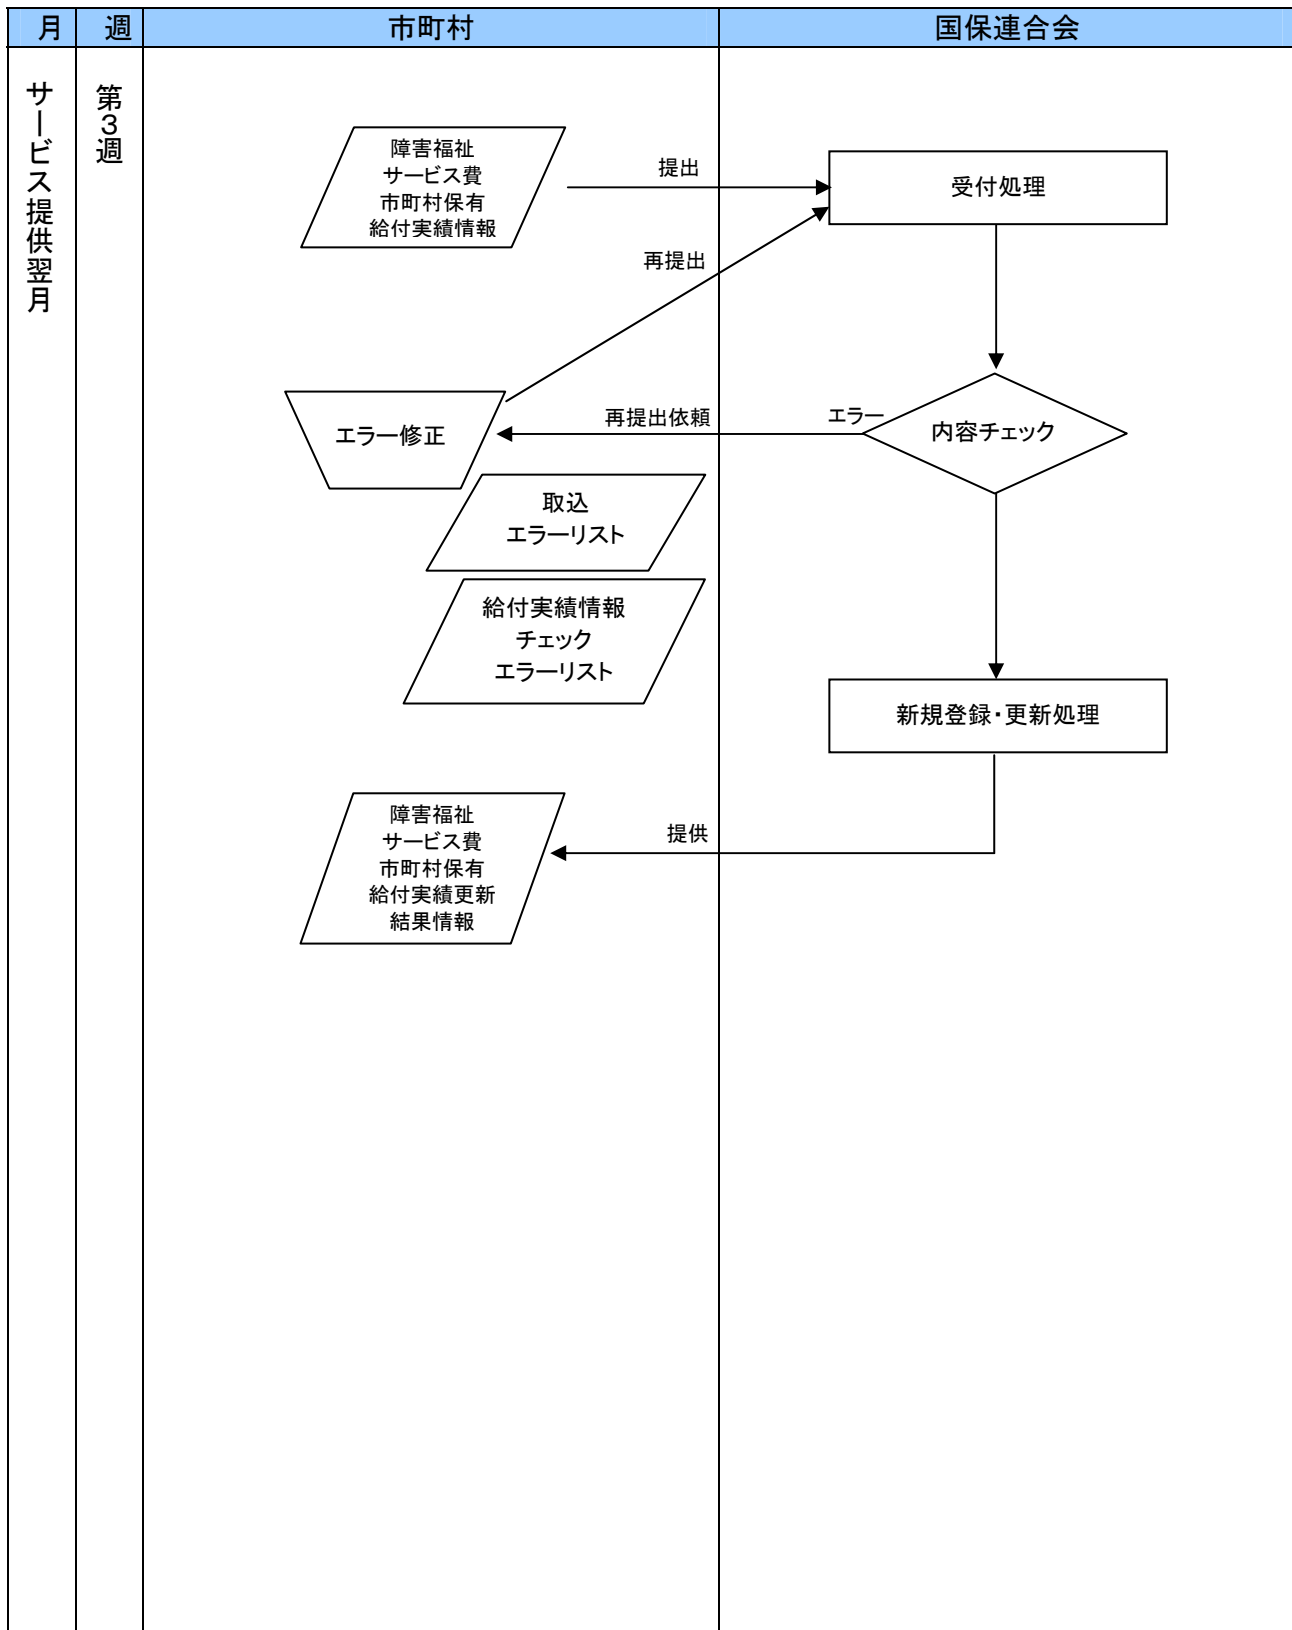 月
週
市町村
国保連合会
サービス提供翌月
第3週
障害福祉
サービス費
市町村保有
給付実績情報
提出
受付処理
再提出
エラー修正
再提出依頼
エラー
内容チェック
取込
エラーリスト
給付実績情報
チェック
エラーリスト
新規登録・更新処理
障害福祉
サービス費
市町村保有
給付実績更新
結果情報
提供